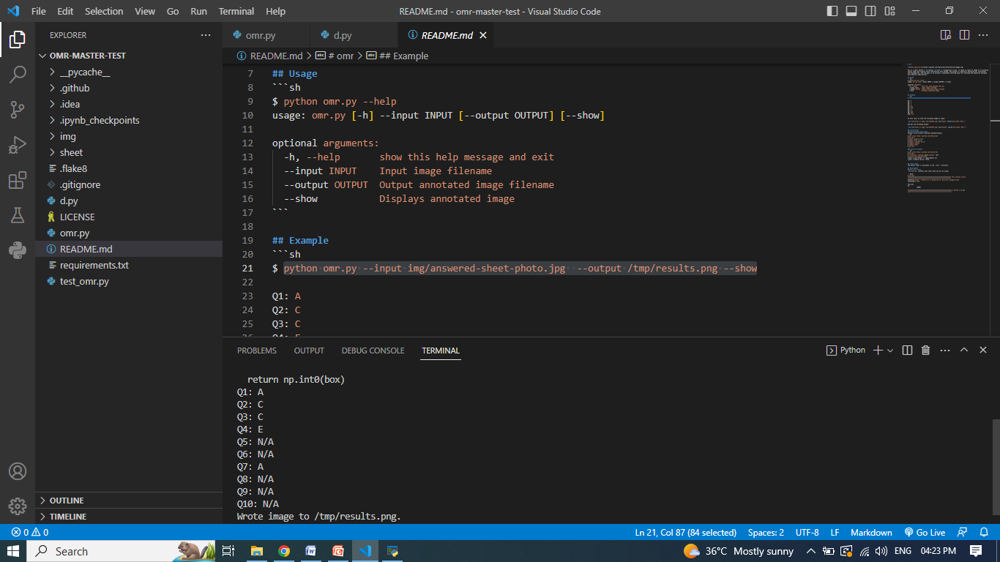 File Edit Selection View Go Run Terminal Help
README.md - omr-master-test - Visual Studio Code
EXPLORER
OMR-MASTER-TEST
__pycache__
.github
.idea
.ipynb_checkpoints
img
sheet
.flake8
.gitignore
d.py
LICENSE
omr.py
README.md
requirements.txt
test_omr.py
OUTLINE
TIMELINE
omr.py
d.py
README.md
README.md > # omr > ## Example
7 ## Usage
8 ```sh
9 $ python omr.py --help
10 usage: omr.py [-h] --input INPUT [--output OUTPUT] [--show]
11
12 optional arguments:
13 -h, --help show this help message and exit
14 --input INPUT Input image filename
15 --output OUTPUT Output annotated image filename
16 --show Displays annotated image
17 ```
18
19 ## Example
20 ```sh
21 $ python omr.py --input img/answered-sheet-photo.jpg --output /tmp/results.png --show
22
23 Q1: A
24 Q2: C
25 Q3: C
PROBLEMS OUTPUT DEBUG CONSOLE TERMINAL
Python
return np.int0(box)
Q1: A
Q2: C
Q3: C
Q4: E
Q5: N/A
Q6: N/A
Q7: A
Q8: N/A
Q9: N/A
Q10: N/A
Wrote image to /tmp/results.png.
0 0
Ln 21, Col 87 (84 selected) Spaces: 2 UTF-8 LF Markdown Go Live
Search
36°C Mostly sunny
ENG 04:23 PM